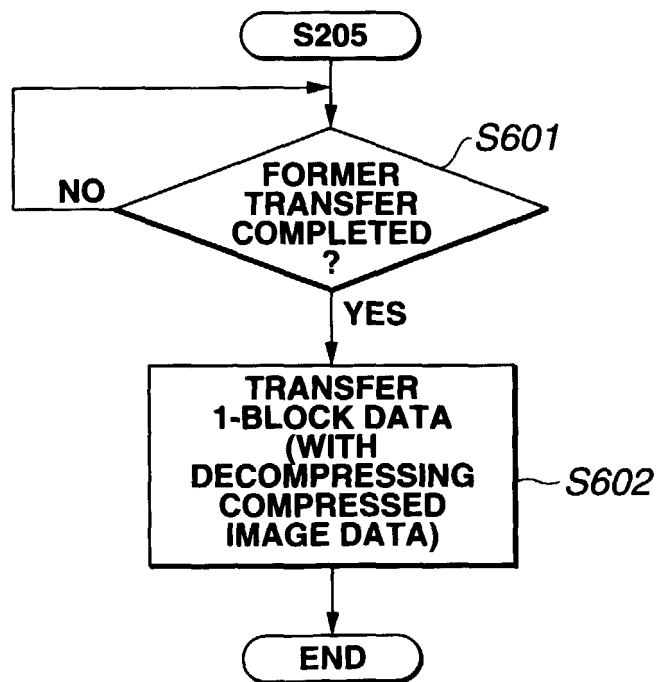 S205
S601
FORMER
TRANSFER
COMPLETED
?
NO
YES
TRANSFER
1-BLOCK DATA
(WITH
DECOMPRESSING
COMPRESSED
IMAGE DATA)
S602
END